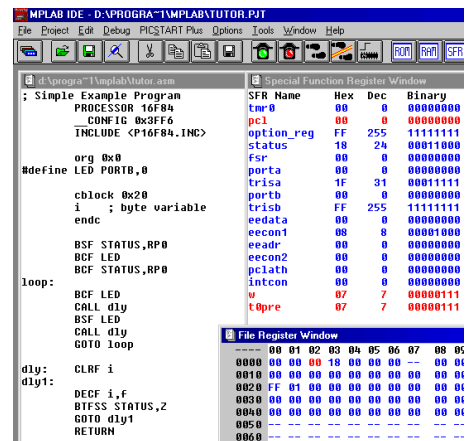 MPLAB IDE - D:\PROGRA~1\MPLAB\TUTOR.PJT
File Project Edit Debug PICSTART Plus Options Tools Window Help
ROM RAM SFR
d:\progra~1\mplab\tutor.asm
; Simple Example Program
PROCESSOR 16F84
__CONFIG 0x3FF6
INCLUDE <P16F84.INC>
org 0x0
#define LED PORTB,0
cblock 0x20
i ; byte variable
endc
BSF STATUS,RP0
BCF LED
BCF STATUS,RP0
loop:
BCF LED
CALL dly
BSF LED
CALL dly
GOTO loop
dly: CLRF i
dly1:
DECF i,f
BTFSS STATUS,Z
GOTO dly1
RETURN
Special Function Register Window
SFR Name Hex Dec Binary
tmr0 00 0 00000000
pcl 00 0 00000000
option_reg FF 255 11111111
status 18 24 00011000
fsr 00 0 00000000
porta 00 0 00000000
trisa 1F 31 00011111
portb 00 0 00000000
trisb FF 255 11111111
eedata 00 0 00000000
eecon1 08 8 00001000
eeadr 00 0 00000000
eecon2 00 0 00000000
pclath 00 0 00000000
intcon 00 0 00000000
w 07 7 00000111
t0pre 07 7 00000111
File Register Window
---- 00 01 02 03 04 05 06 07 08 09
0000 00 00 00 18 00 00 00 -- 00 00
0010 00 00 00 00 00 00 00 00 00 00
0020 FF 01 00 00 00 00 00 00 00 00
0030 00 00 00 00 00 00 00 00 00 00
0040 00 00 00 00 00 00 00 00 00 00
0050 -- -- -- -- -- -- -- -- -- --
0060 -- -- -- -- -- -- -- -- -- --